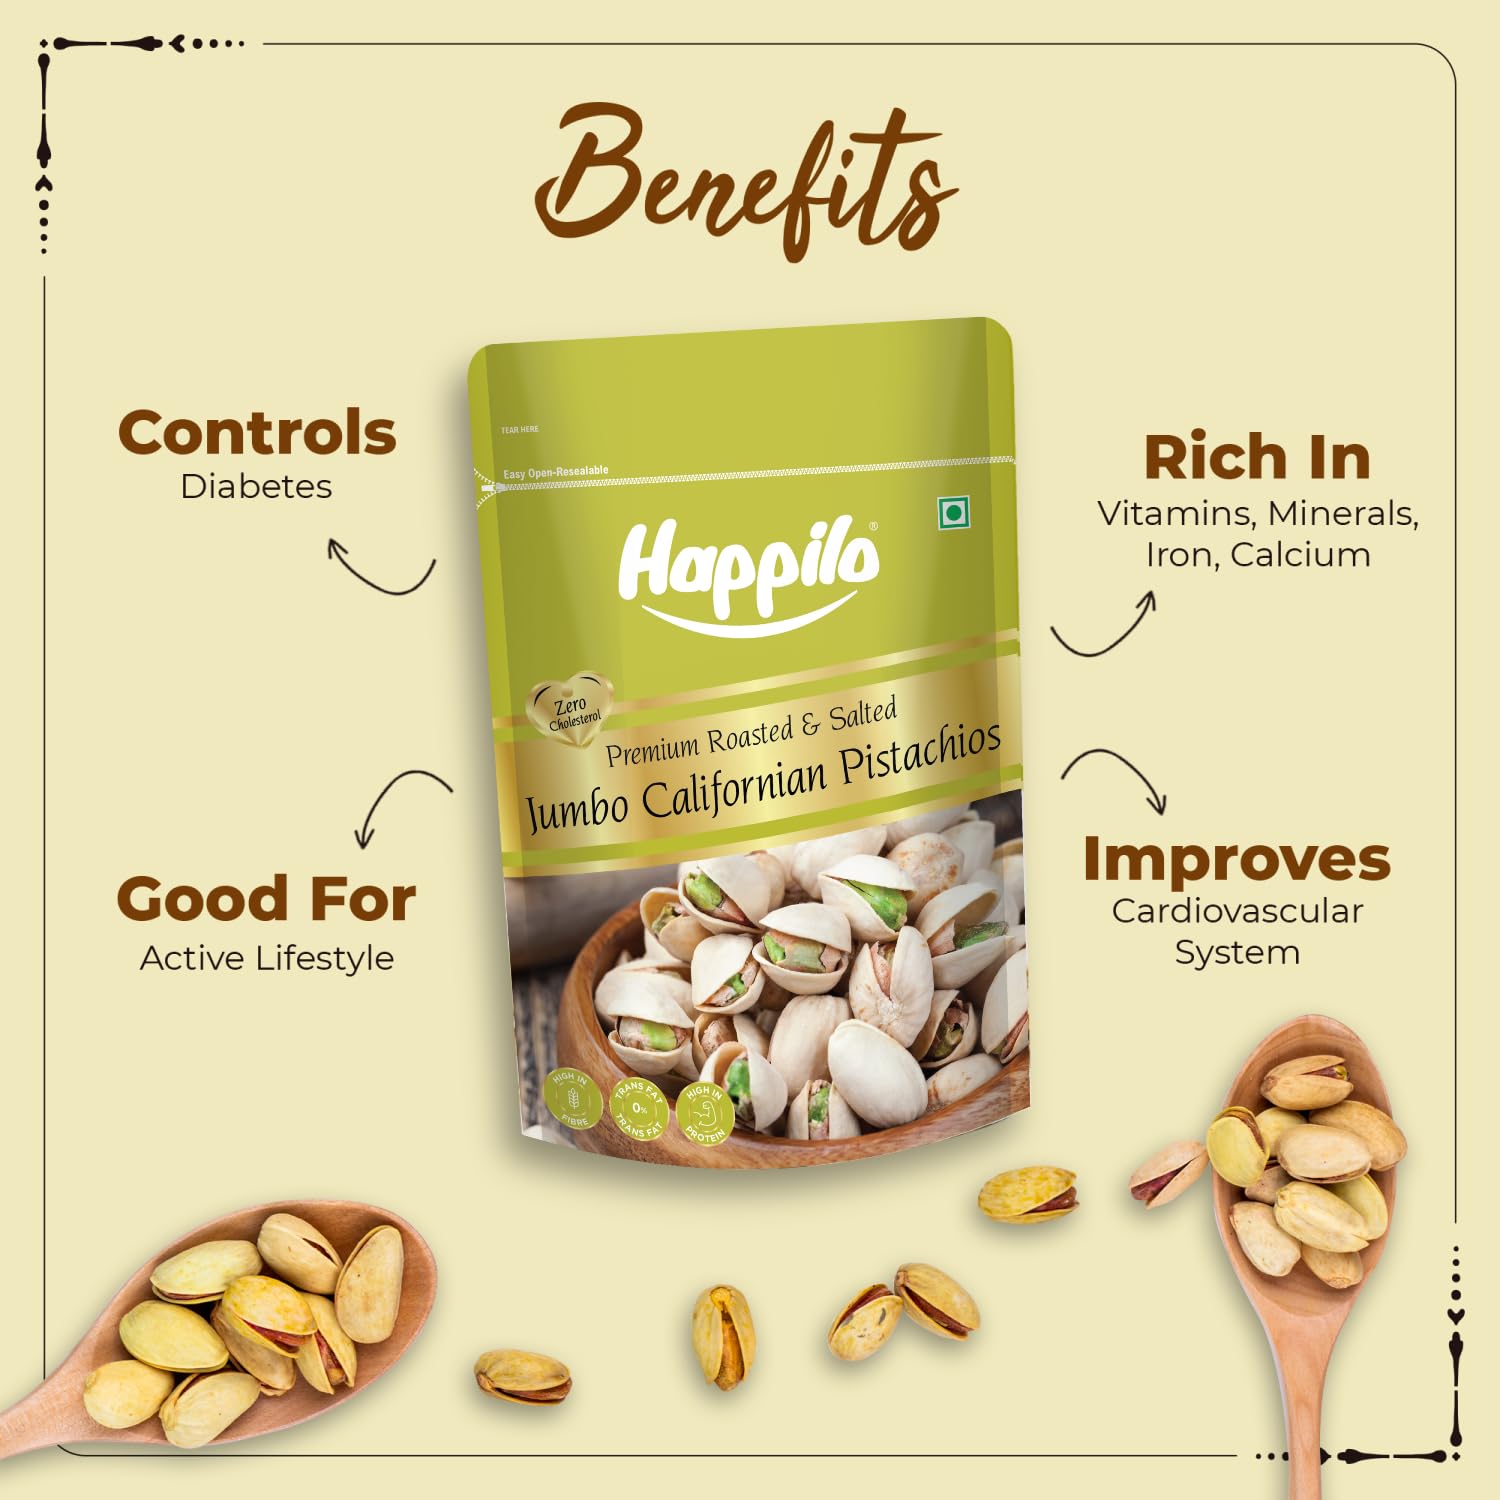 Benefits
Controls
Diabetes
Rich In
Vitamins, Minerals,
Iron, Calcium
Good For
Active Lifestyle
Improves
Cardiovascular
System
TEAR HERE
Easy Open-Resealable
Happilo®
Zero
Cholesterol
Premium Roasted & Salted
Jumbo Californian Pistachios
HIGH IN
FIBRE
TRANS FAT
0%
TRANS FAT
HIGH IN
PROTEIN